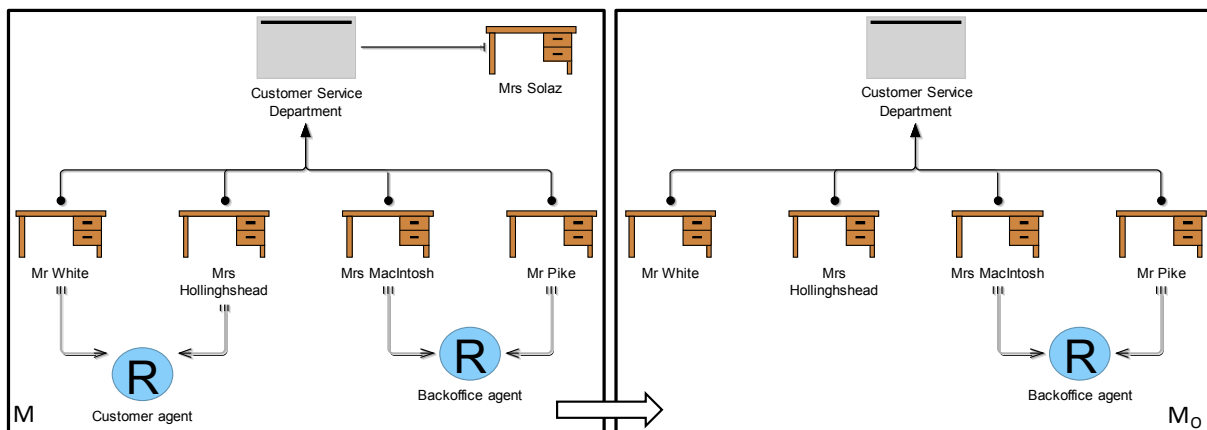 Mrs Solaz
Customer Service
Department
Mr White
Mrs
Hollinghshead
Mrs MacIntosh
Mr Pike
R
Customer agent
R
Backoffice agent
M
Customer Service
Department
Mr White
Mrs
Hollinghshead
Mrs MacIntosh
Mr Pike
R
Backoffice agent
M₀